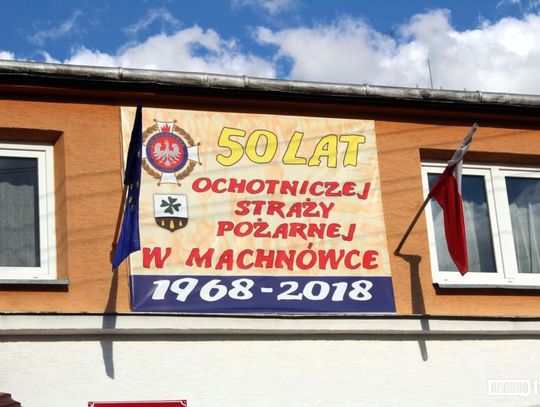 50 LAT
OCHOTNICZEJ
STRAŻY
POŻARNEJ
W MACHNÓWCE
1968-2018